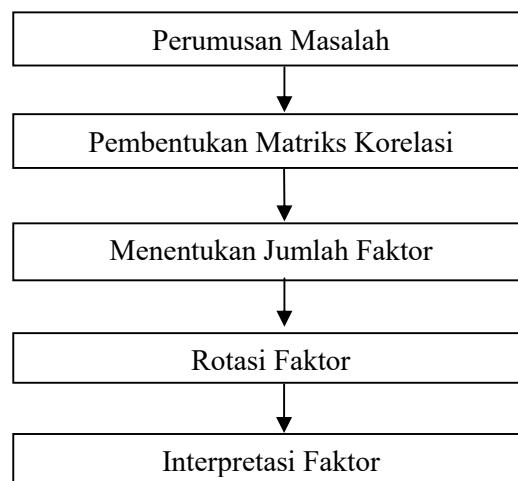 Perumusan Masalah
Pembentukan Matriks Korelasi
Menentukan Jumlah Faktor
Rotasi Faktor
Interpretasi Faktor